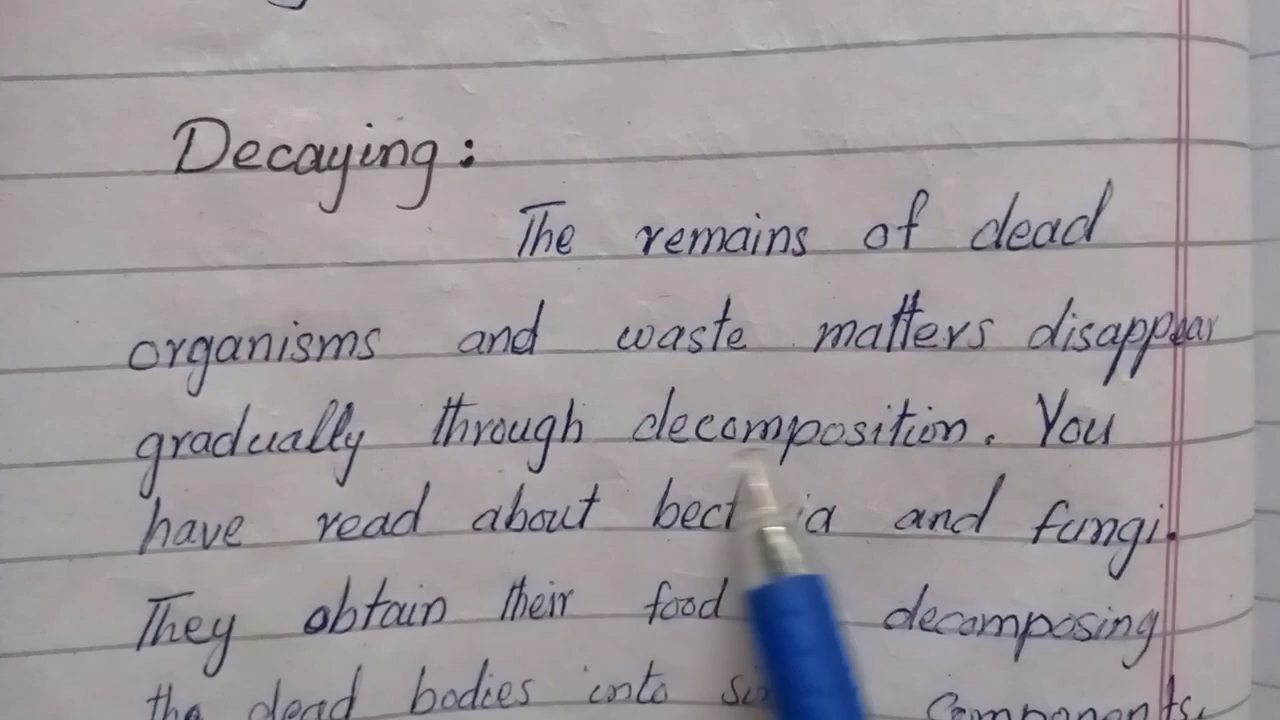 Decaying:
The remains of dead
organisms and waste matters disappear
gradually through decomposition. You
have read about and fungi.
They obtain their food decomposing
the dead bodies into components.